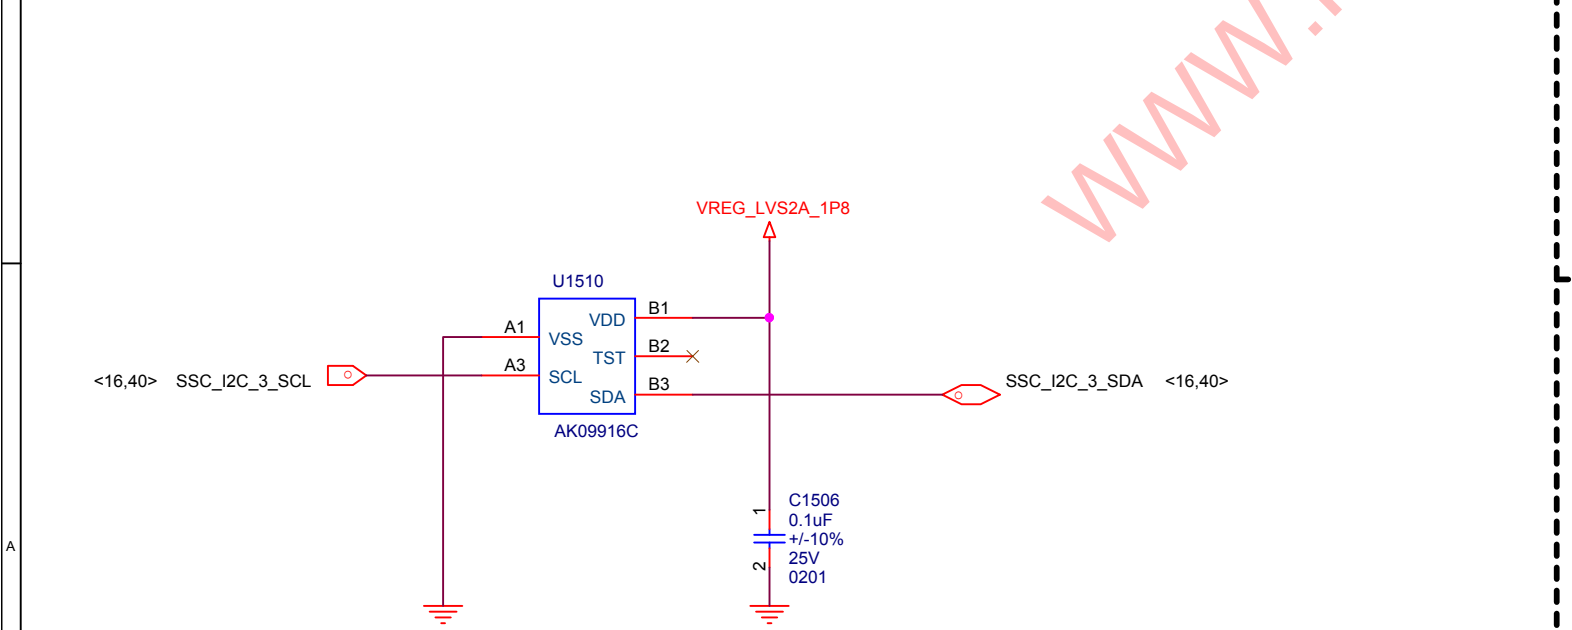 www.
VREG_LVS2A_1P8
U1510
A1
VSS
A3
SCL
VDD
B1
TST
B2
SDA
B3
AK09916C
<16,40> SSC_I2C_3_SCL
SSC_I2C_3_SDA <16,40>
C1506
0.1uF
+/-10%
25V
0201
1
2
A